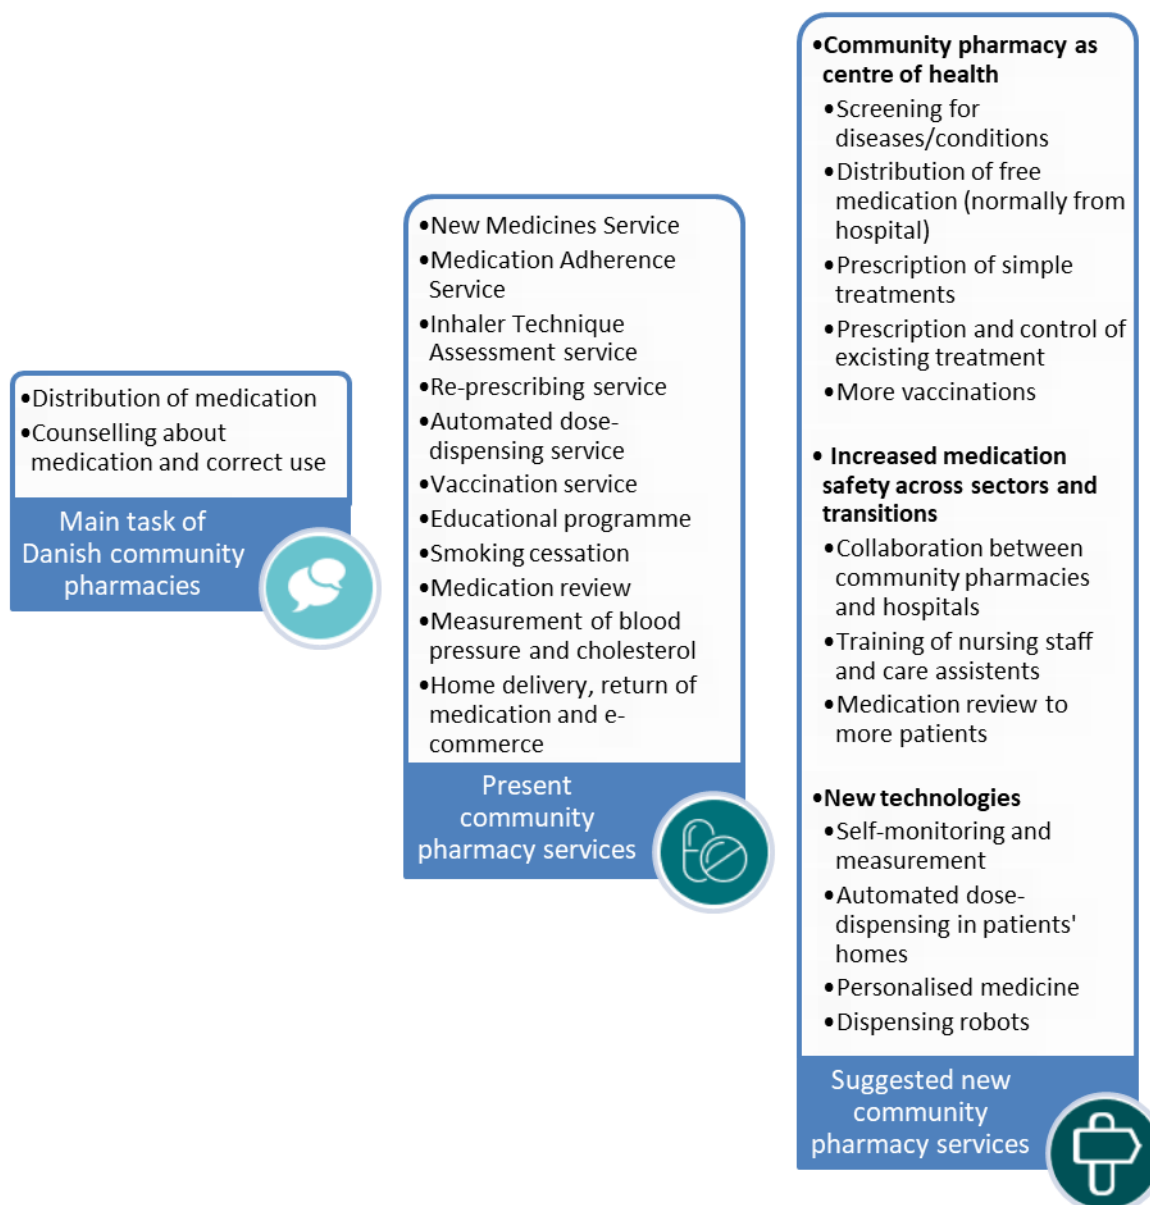 •Distribution of medication
•Counselling about
medication and correct use
Main task of
Danish community
pharmacies
•New Medicines Service
•Medication Adherence
Service
•Inhaler Technique
Assessment service
•Re-prescribing service
•Automated dose-
dispensing service
•Vaccination service
•Educational programme
•Smoking cessation
•Medication review
•Measurement of blood
pressure and cholesterol
•Home delivery, return of
medication and e-
commerce
Present
community
pharmacy services
•Community pharmacy as
centre of health
•Screening for
diseases/conditions
•Distribution of free
medication (normally from
hospital)
•Prescription of simple
treatments
•Prescription and control of
excisting treatment
•More vaccinations
• Increased medication
safety across sectors and
transitions
•Collaboration between
community pharmacies
and hospitals
•Training of nursing staff
and care assistents
•Medication review to
more patients
•New technologies
•Self-monitoring and
measurement
•Automated dose-
dispensing in patients'
homes
•Personalised medicine
•Dispensing robots
Suggested new
community
pharmacy services